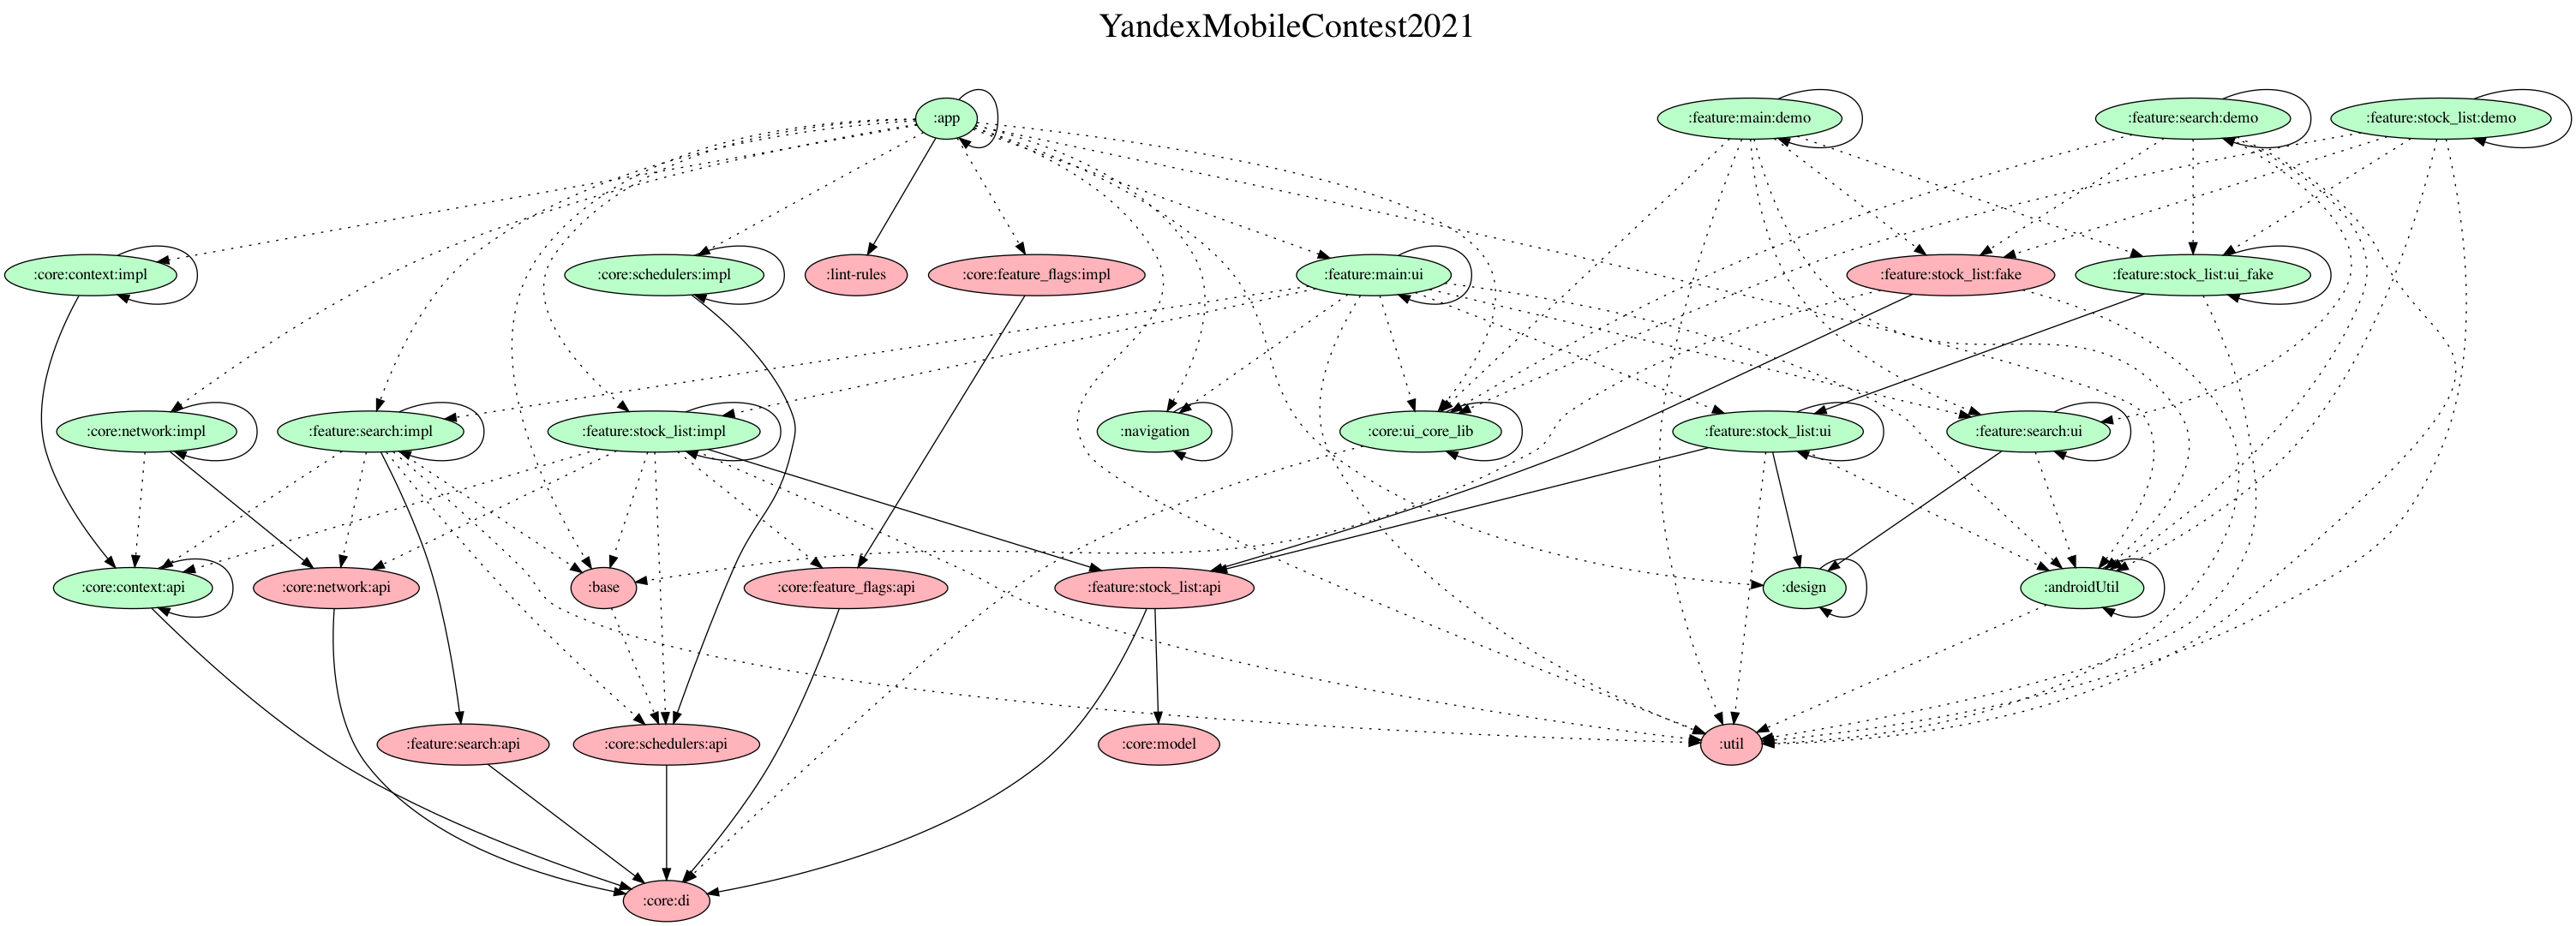 YandexMobileContest2021
:app
:feature:main:demo
:feature:search:demo
:feature:stock_list:demo
:core:context:impl
:core:schedulers:impl
:lint-rules
:core:feature_flags:impl
:feature:main:ui
:feature:stock_list:fake
:feature:stock_list:ui_fake
:core:network:impl
:feature:search:impl
:feature:stock_list:impl
:navigation
:core:ui_core_lib
:feature:stock_list:ui
:feature:search:ui
:core:context:api
:core:network:api
:base
:core:feature_flags:api
:feature:stock_list:api
:design
:androidUtil
:feature:search:api
:core:schedulers:api
:core:model
:util
:core:di